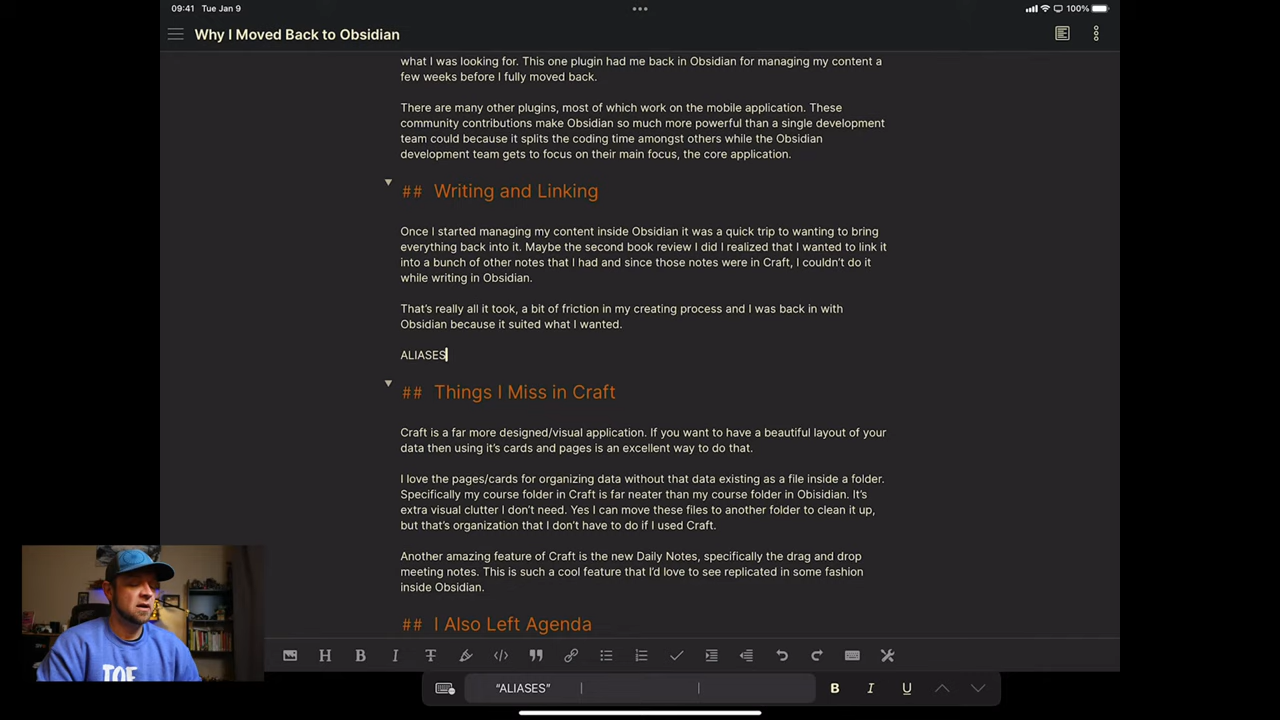 09:41 Tue Jan 9
100%
Why I Moved Back to Obsidian
what I was looking for. This one plugin had me back in Obsidian for managing my content a
few weeks before I fully moved back.
There are many other plugins, most of which work on the mobile application. These
community contributions make Obsidian so much more powerful than a single development
team could because it splits the coding time amongst others while the Obsidian
development team gets to focus on their main focus, the core application.
## Writing and Linking
Once I started managing my content inside Obsidian it was a quick trip to wanting to bring
everything back into it. Maybe the second book review I did I realized that I wanted to link it
into a bunch of other notes that I had and since those notes were in Craft, I couldn't do it
while writing in Obsidian.
That's really all it took, a bit of friction in my creating process and I was back in with
Obsidian because it suited what I wanted.
ALIASES
## Things I Miss in Craft
Craft is a far more designed/visual application. If you want to have a beautiful layout of your
data then using it's cards and pages is an excellent way to do that.
I love the pages/cards for organizing data without that data existing as a file inside a folder.
Specifically my course folder in Craft is far neater than my course folder in Obisidian. It's
extra visual clutter I don't need. Yes I can move these files to another folder to clean it up,
but that's organization that I don't have to do if I used Craft.
Another amazing feature of Craft is the new Daily Notes, specifically the drag and drop
meeting notes. This is such a cool feature that I'd love to see replicated in some fashion
inside Obsidian.
## I Also Left Agenda
H B I T
"ALIASES"
B I U
TOE